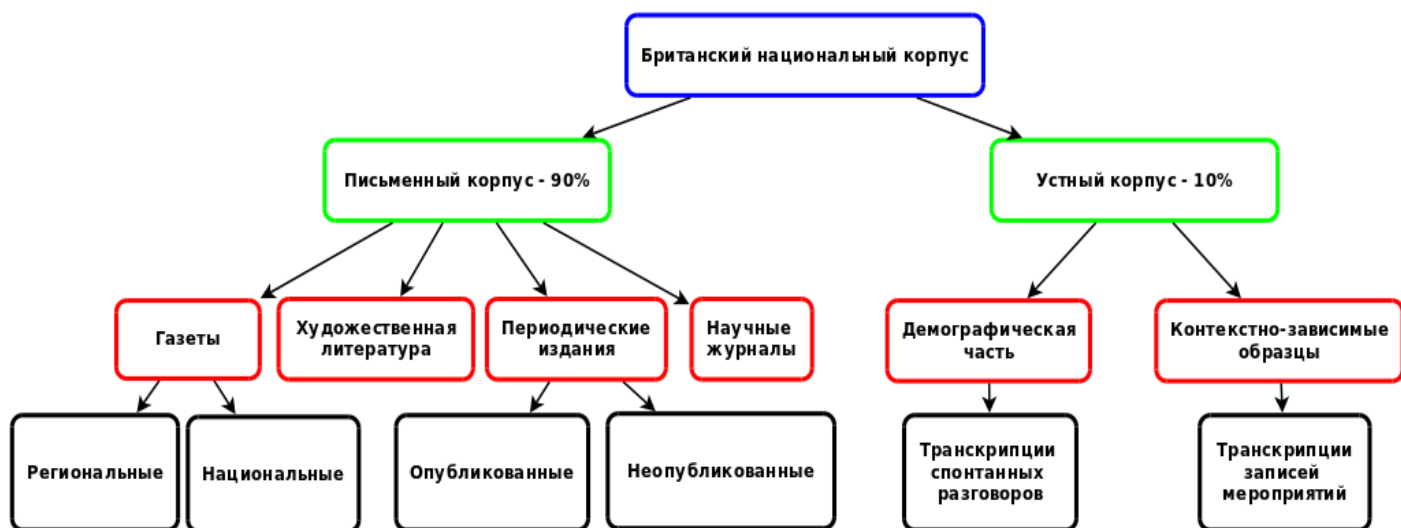 Британский национальный корпус
Письменный корпус - 90%
Устный корпус - 10%
Газеты
Художественная
литература
Периодические
издания
Научные
журналы
Демографическая
часть
Контекстно-зависимые
образцы
Региональные
Национальные
Опубликованные
Неопубликованные
Транскрипции
спонтанных
разговоров
Транскрипции
записей
мероприятий